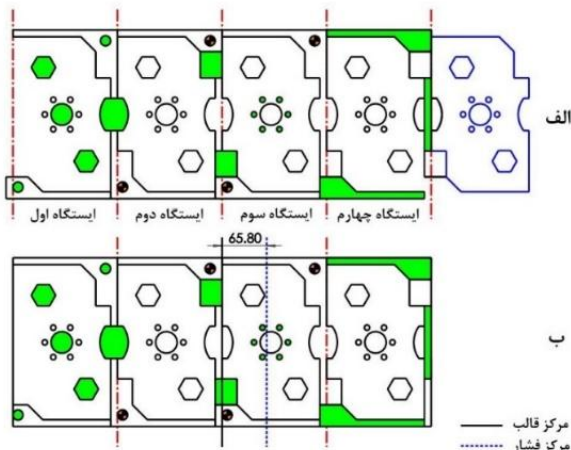 الف
ایستگاه اول ایستگاه دوم ایستگاه سوم ایستگاه چهارم
65.80
ب
مرکز قالب
مرکز فشار